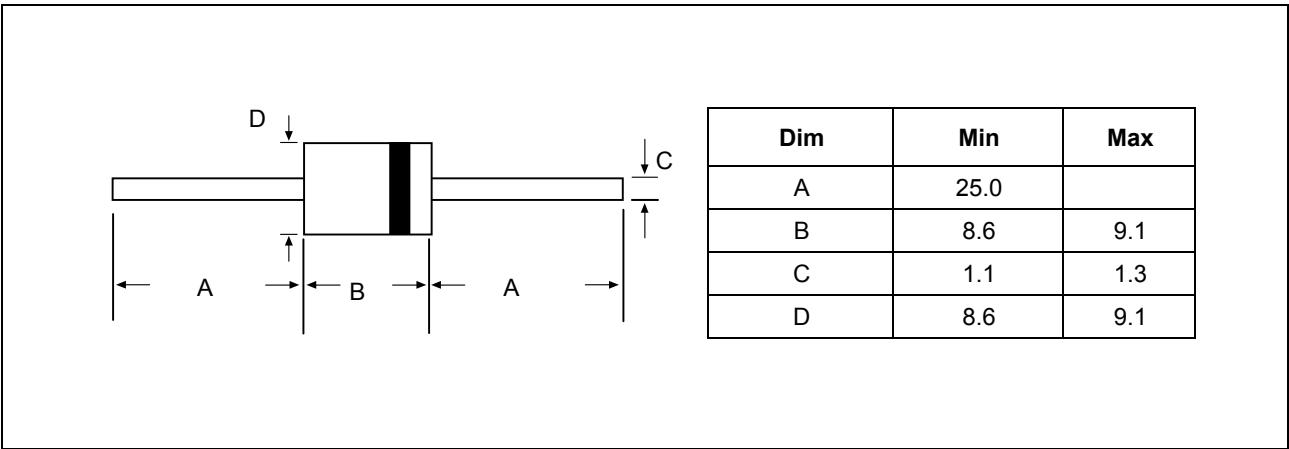 D
C
A
B
A
Dim Min Max
A 25.0
B 8.6 9.1
C 1.1 1.3
D 8.6 9.1